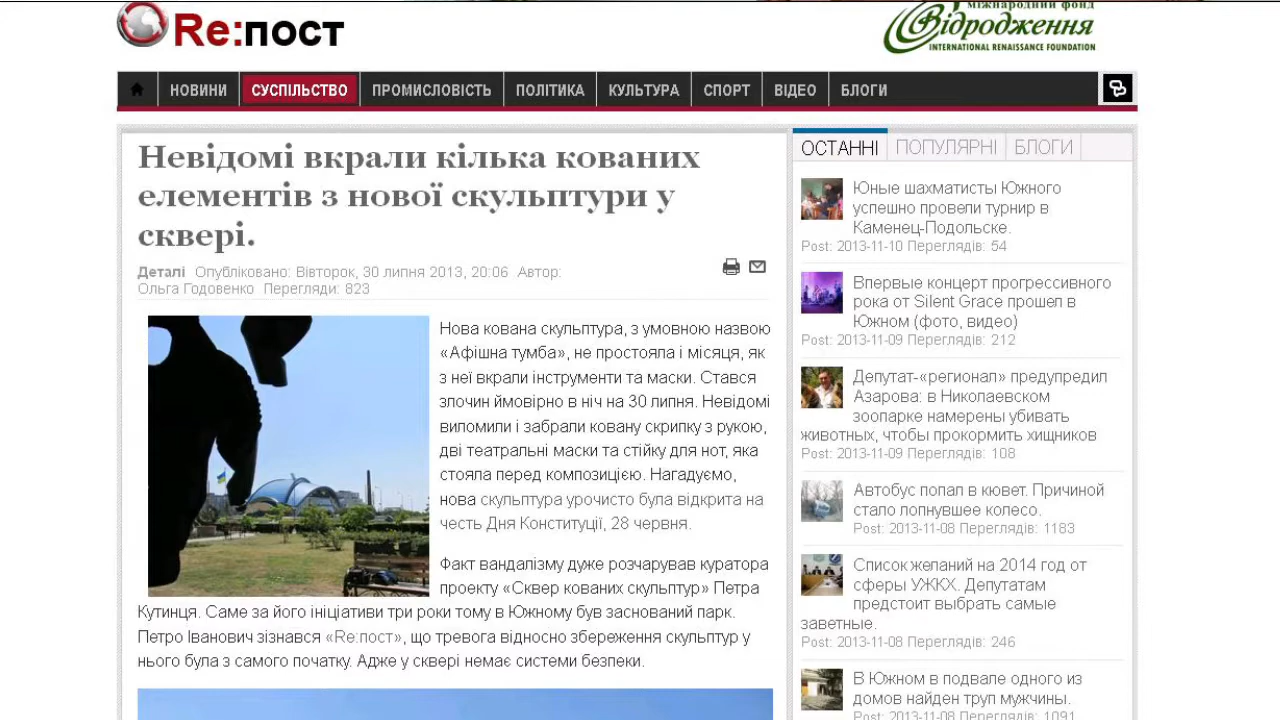 Re:пост
міжнародний фонд
Відродження
INTERNATIONAL RENAISSANCE FOUNDATION
НОВИНИ СУСПІЛЬСТВО ПРОМИСЛОВІСТЬ ПОЛІТИКА КУЛЬТУРА СПОРТ ВІДЕО БЛОГИ
Невідомі вкрали кілька кованих
елементів з нової скульптури у
сквері.
Деталі Опубліковано: Вівторок, 30 липня 2013, 20:06 Автор:
Ольга Годовенко Перегляди: 823
Нова кована скульптура, з умовною назвою
«Афішна тумба», не простояла і місяця, як
з неї вкрали інструменти та маски. Стався
злочин ймовірно в ніч на 30 липня. Невідомі
виломили і забрали ковану скрипку з рукою,
дві театральні маски та стійку для нот, яка
стояла перед композицією. Нагадуємо,
нова скульптура урочисто була відкрита на
честь Дня Конституції, 28 червня.
Факт вандалізму дуже розчарував куратора
проекту «Сквер кованих скульптур» Петра
Кутинця. Саме за його ініціативи три роки тому в Южному був заснований парк.
Петро Іванович зізнався «Re:пост», що тревога відносно збереження скульптур у
нього була з самого початку. Адже у сквері немає системи безпеки.
ОСТАННІ ПОПУЛЯРНІ БЛОГИ
Юные шахматисты Южного
успешно провели турнир в
Каменец-Подольске.
Post: 2013-11-10 Переглядів: 54
Впервые концерт прогрессивного
рока от Silent Grace прошел в
Южном (фото, видео)
Post: 2013-11-09 Переглядів: 212
Депутат-«регионал» предупредил
Азарова: в Николаевском
зоопарке намерены убивать
животных, чтобы прокормить хищников
Post: 2013-11-09 Переглядів: 108
Автобус попал в кювет. Причиной
стало лопнувшее колесо.
Post: 2013-11-08 Переглядів: 1183
Список желаний на 2014 год от
сферы УЖКХ. Депутатам
предстоит выбрать самые
заветные.
Post: 2013-11-08 Переглядів: 246
В Южном в подвале одного из
домов найден труп мужчины.
Post: 2013-11-08 Переглядів: 1091